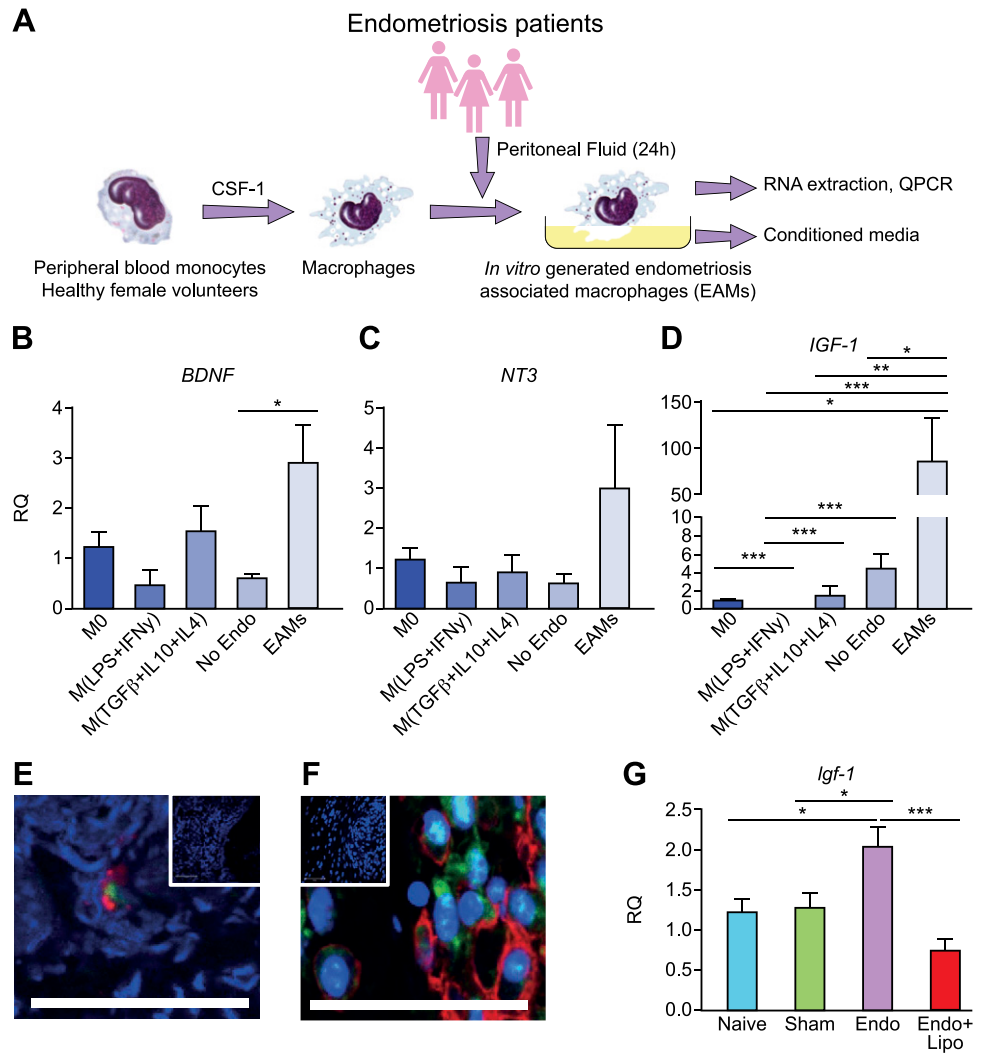 A
Endometriosis patients
Peritoneal Fluid (24h)
CSF-1
RNA extraction, QPCR
Conditioned media
Peripheral blood monocytes
Healthy female volunteers
Macrophages
In vitro generated endometriosis
associated macrophages (EAMs)
B
BDNF
*
RQ
4
3
2
1
0
M0
M(LPS+IFNy)
M(TGFβ+IL10+IL4)
No Endo
EAMs
C
NT3
5
4
3
2
1
0
M0
M(LPS+IFNy)
M(TGFβ+IL10+IL4)
No Endo
EAMs
D
IGF-1
*
**
***
*
150
100
50
10
8
6
4
2
0
***
***
***
M0
M(LPS+IFNy)
M(TGFβ+IL10+IL4)
No Endo
EAMs
E
F
G
Igf-1
*
* ***
RQ
2.5
2.0
1.5
1.0
0.5
0.0
Naive Sham Endo Endo+
Lipo